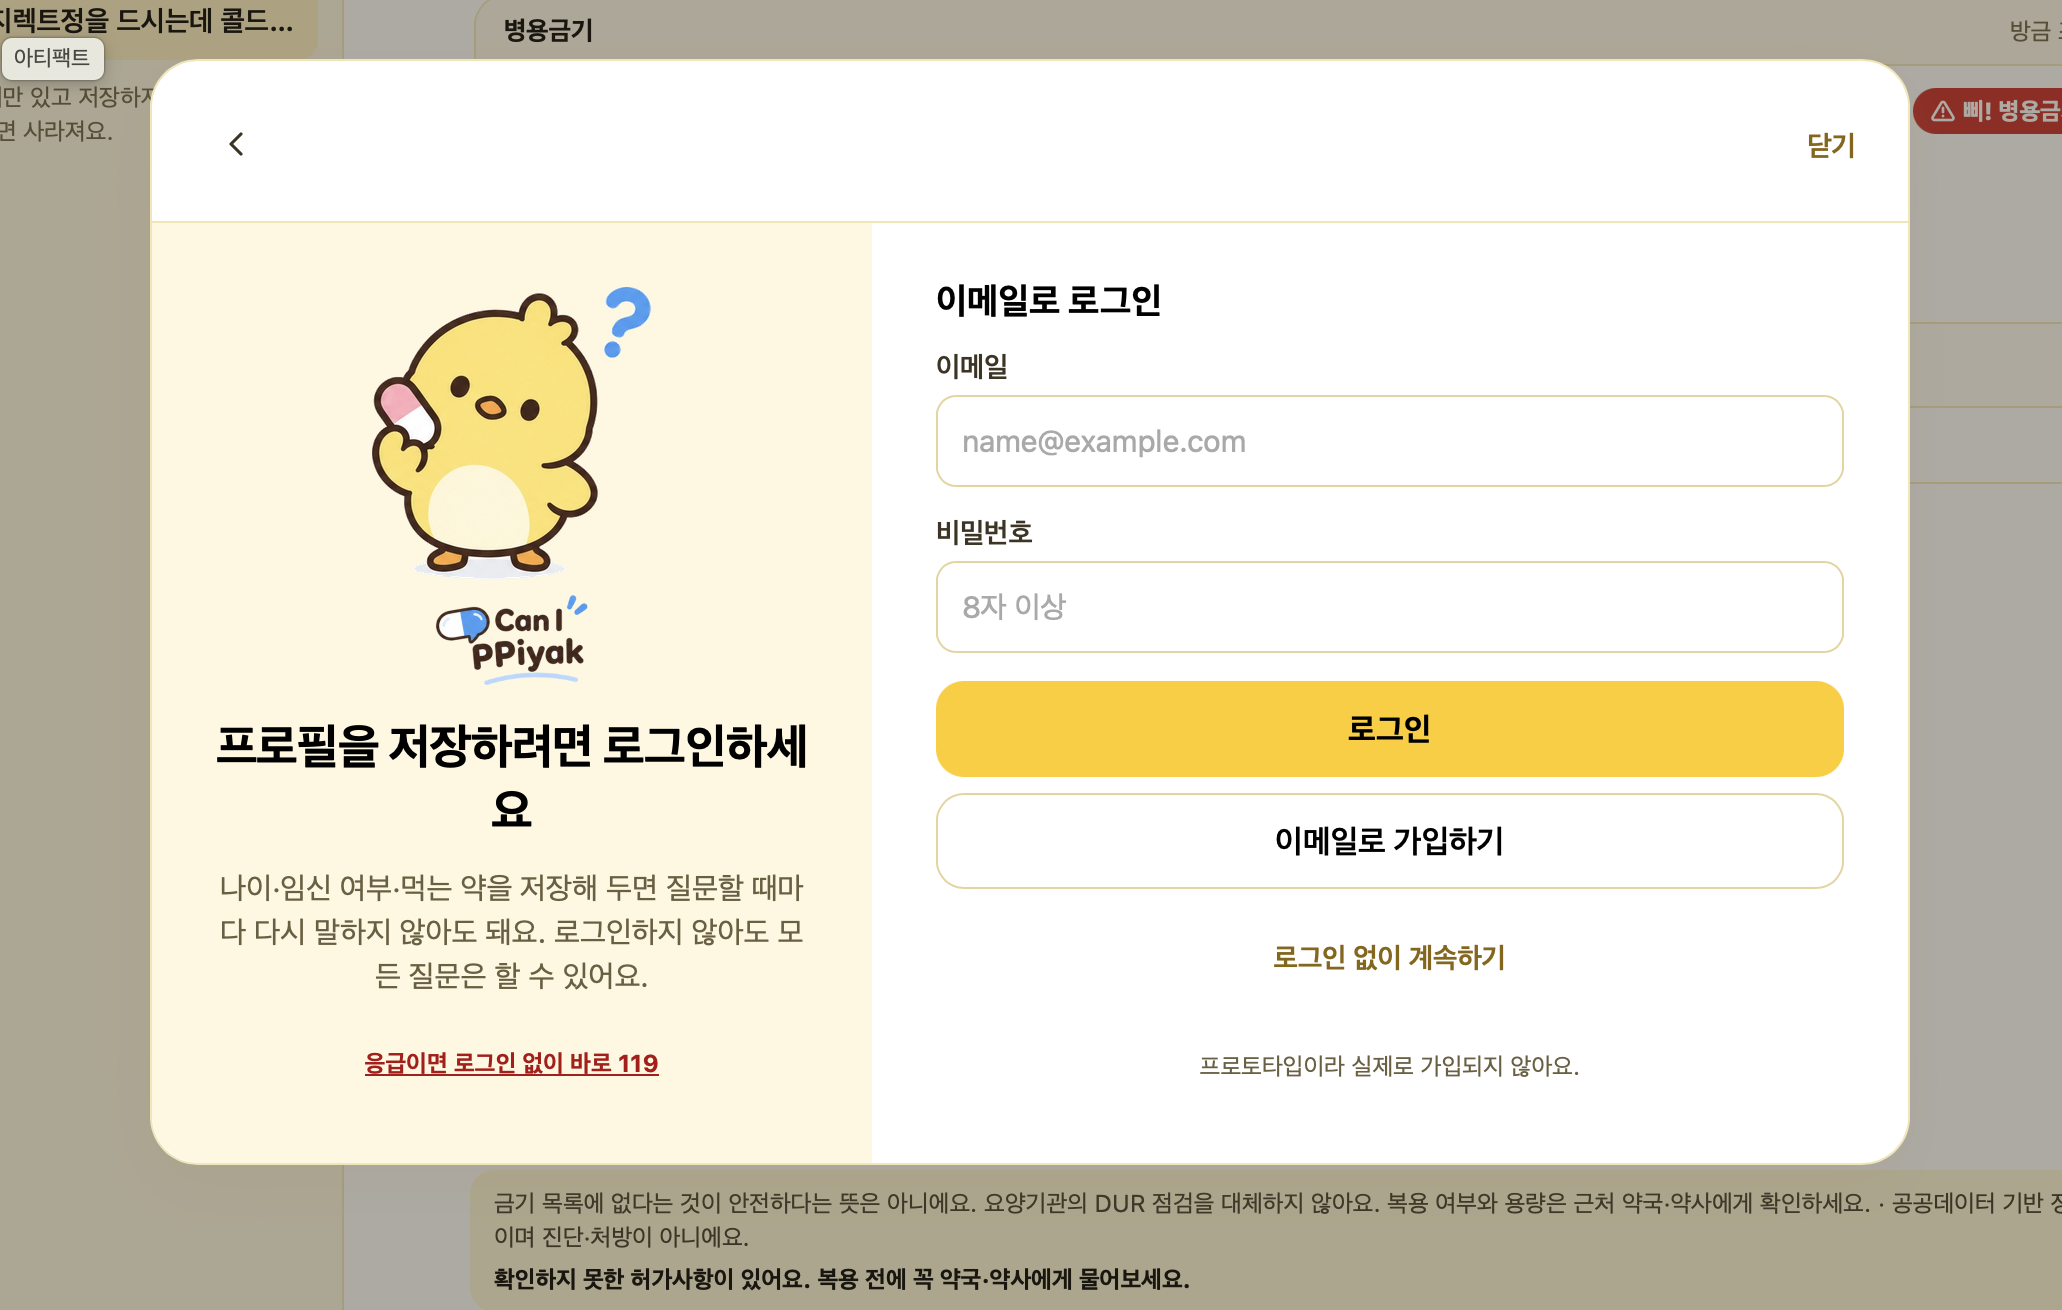 지렉트정을 드시는데 콜드...
아티팩트
만 있고 저장하지
면 사라져요.
병용금기
방금
삐! 병용금
닫기
?
Can I
PPiyak
프로필을 저장하려면 로그인하세
요
나이·임신 여부·먹는 약을 저장해 두면 질문할 때마
다 다시 말하지 않아도 돼요. 로그인하지 않아도 모
든 질문은 할 수 있어요.
응급이면 로그인 없이 바로 119
이메일로 로그인
이메일
name@example.com
비밀번호
8자 이상
로그인
이메일로 가입하기
로그인 없이 계속하기
프로토타입이라 실제로 가입되지 않아요.
금기 목록에 없다는 것이 안전하다는 뜻은 아니에요. 요양기관의 DUR 점검을 대체하지 않아요. 복용 여부와 용량은 근처 약국·약사에게 확인하세요. · 공공데이터 기반
이며 진단·처방이 아니에요.
확인하지 못한 허가사항이 있어요. 복용 전에 꼭 약국·약사에게 물어보세요.